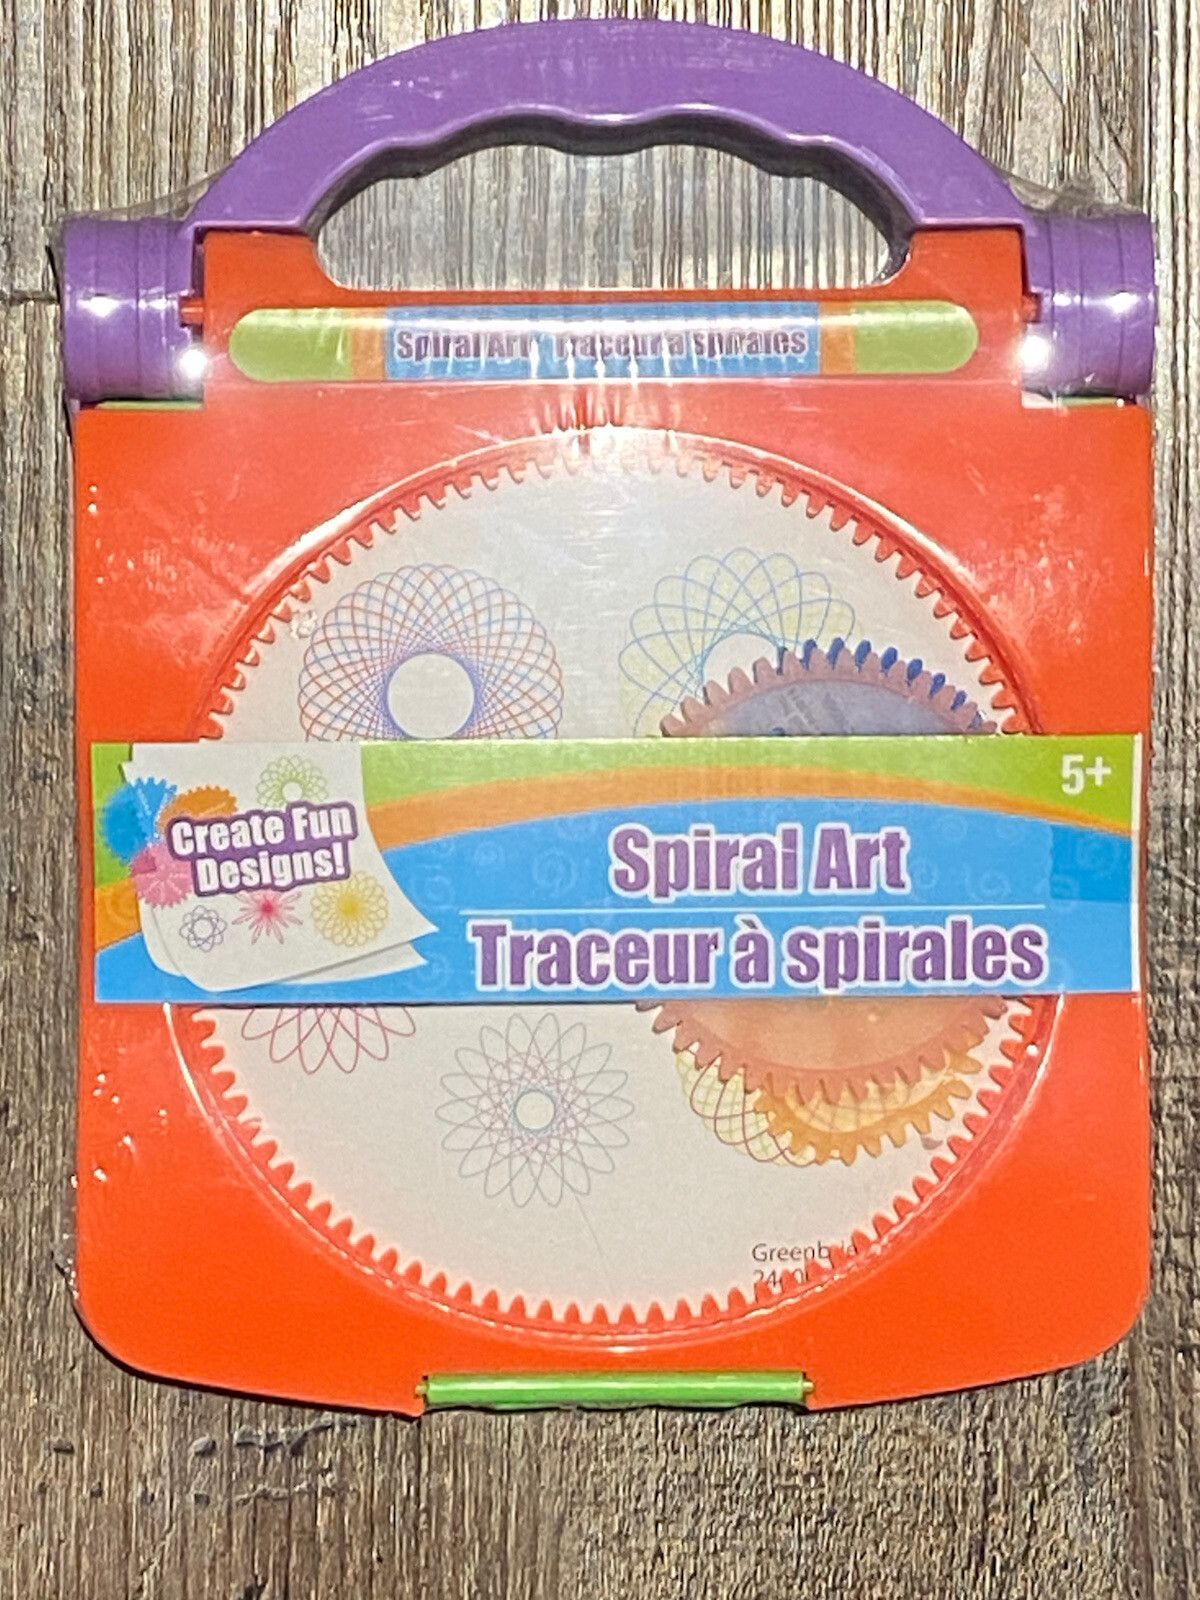 Spiral Art Traceur à spirales
5+
Create Fun
Designs!
Spiral Art
Traceur à spirales